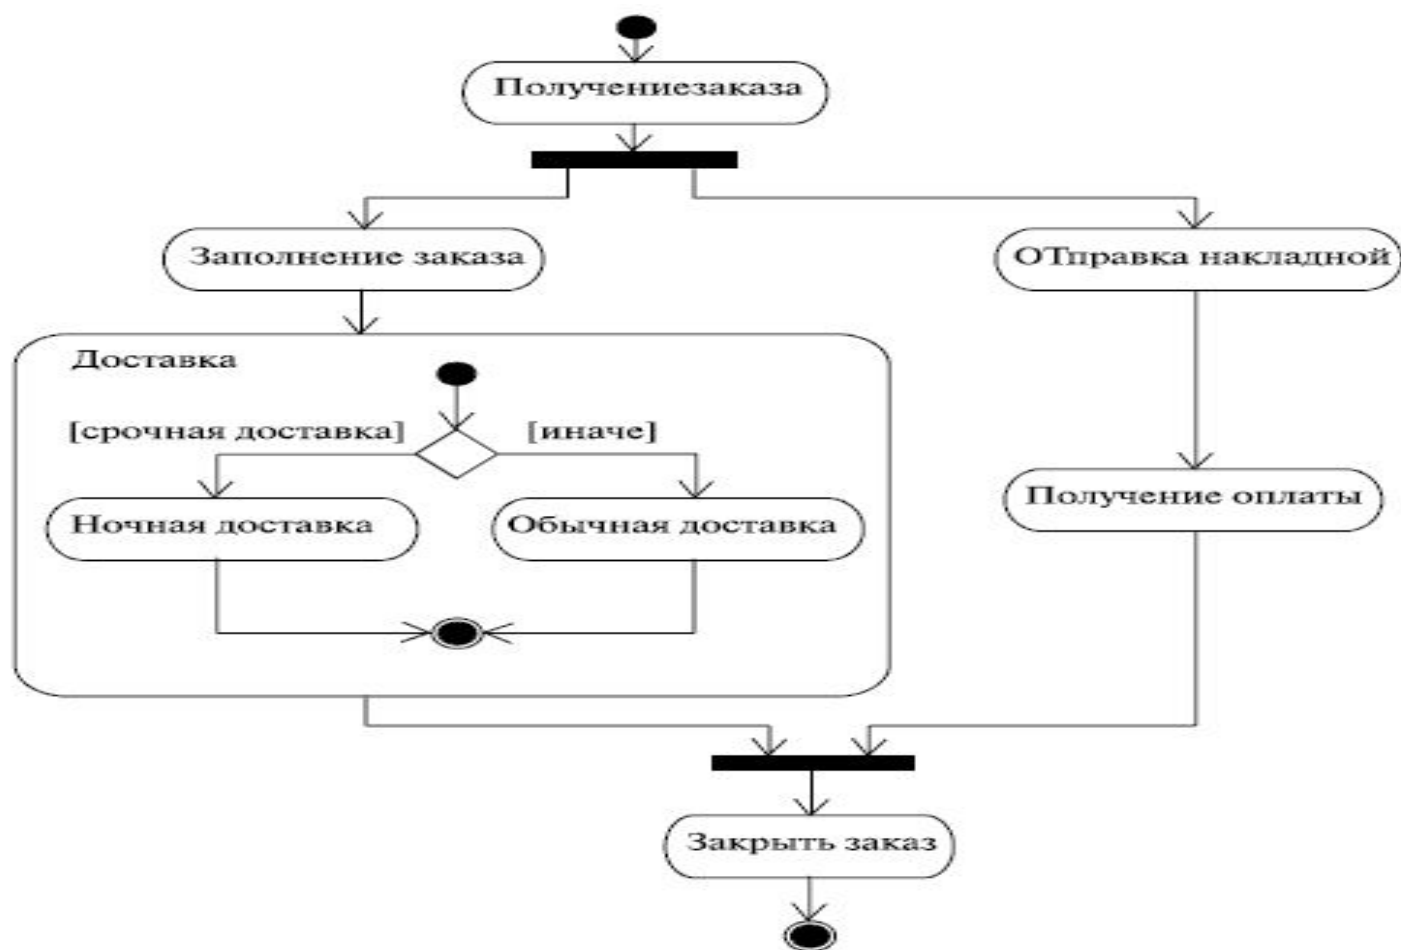 Получениезаказа
Заполнение заказа
ОТправка накладной
Доставка
[срочная доставка]
[иначе]
Ночная доставка
Обычная доставка
Получение оплаты
Закрыть заказ